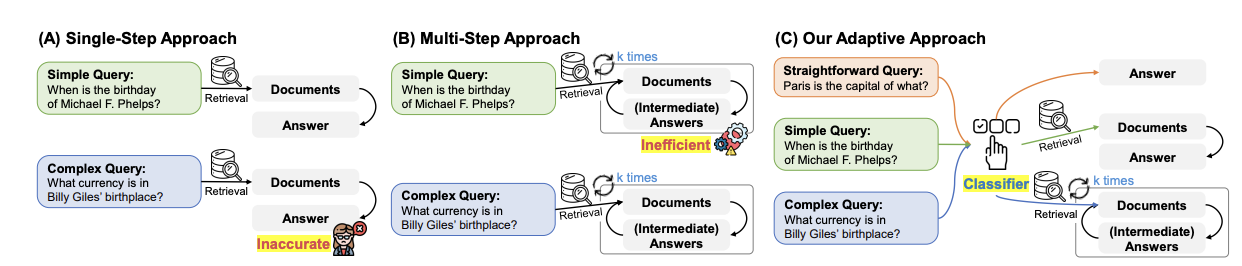 (A) Single-Step Approach
Simple Query:
When is the birthday
of Michael F. Phelps?
Retrieval
Documents
Answer
Complex Query:
What currency is in
Billy Giles' birthplace?
Retrieval
Documents
Answer
Inaccurate
(B) Multi-Step Approach
Simple Query:
When is the birthday
of Michael F. Phelps?
Retrieval
k times
Documents
(Intermediate)
Answers
Inefficient
Complex Query:
What currency is in
Billy Giles' birthplace?
Retrieval
k times
Documents
(Intermediate)
Answers
(C) Our Adaptive Approach
Straightforward Query:
Paris is the capital of what?
Simple Query:
When is the birthday
of Michael F. Phelps?
Complex Query:
What currency is in
Billy Giles' birthplace?
Classifier
Answer
Retrieval
Documents
Answer
Retrieval
k times
Documents
(Intermediate)
Answers